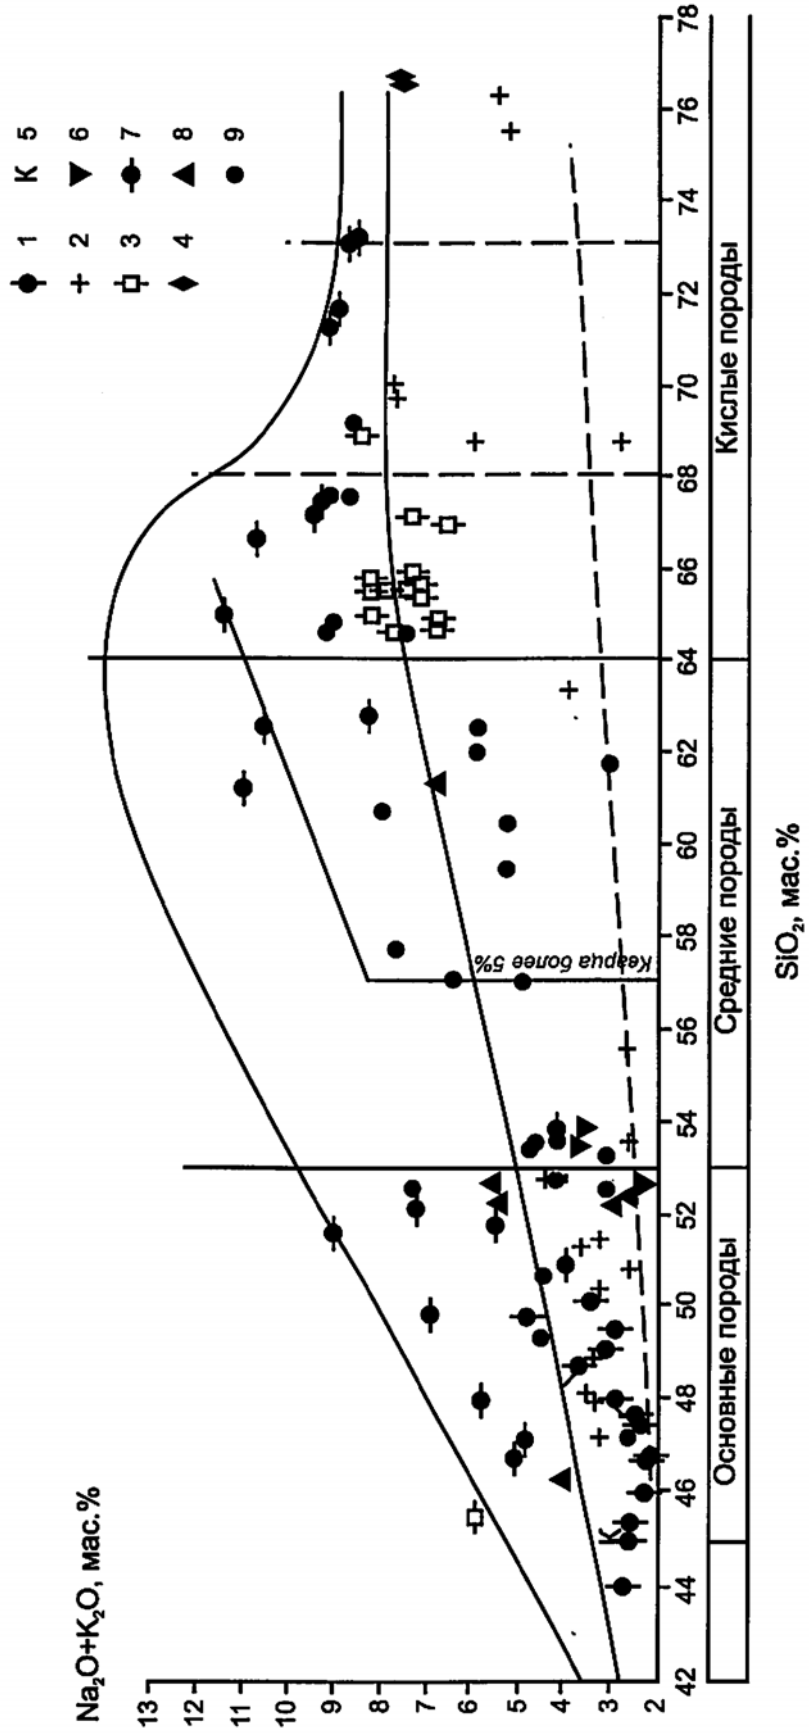 Na₂O+K₂O, мас.%
13
12
11
10
9
8
7
6
5
4
3
2
1
2
3
4
К 5
6
7
8
9
Кварца более 5%
К
42 44 46 48 50 52 54 56 58 60 62 64 66 68 70 72 74 76 78
Основные породы Средние породы Кислые породы
SiO₂, мас.%